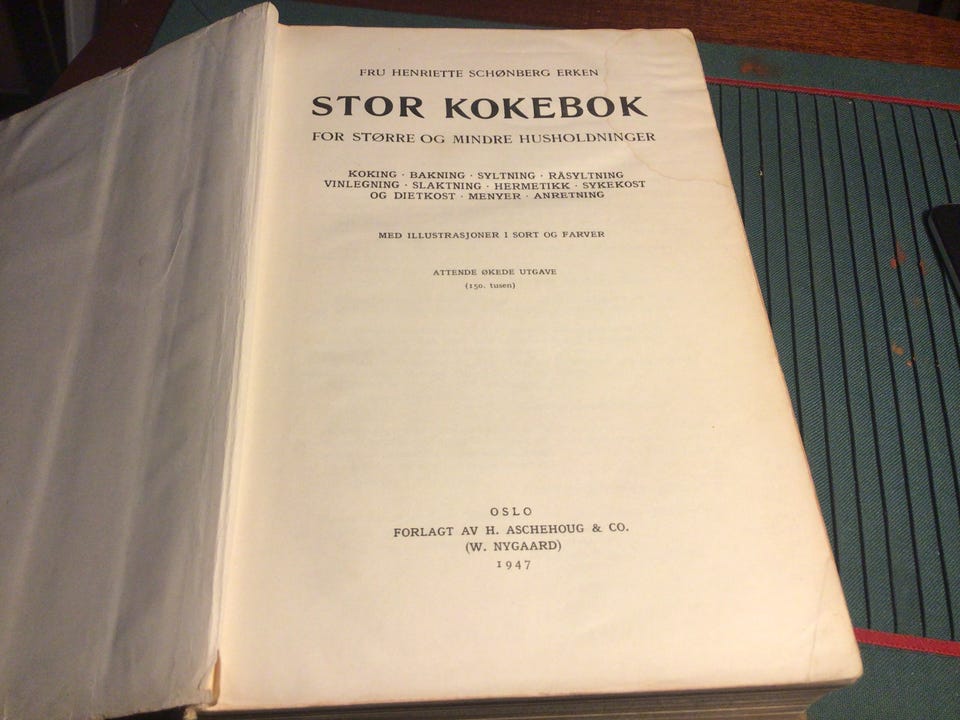 FRU HENRIETTE SCHØNBERG ERKEN
STOR KOKEBOK
FOR STØRRE OG MINDRE HUSHOLDNINGER
KOKING · BAKNING · SYLTNING · RÅSYLTNING
VINLEGNING · SLAKTNING · HERMETIKK · SYKEKOST
OG DIETKOST · MENYER · ANRETNING
MED ILLUSTRASJONER I SORT OG FARVER
ATTENDE ØKEDE UTGAVE
(150. tusen)
OSLO
FORLAGT AV H. ASCHEHOUG & CO.
(W. NYGAARD)
1947